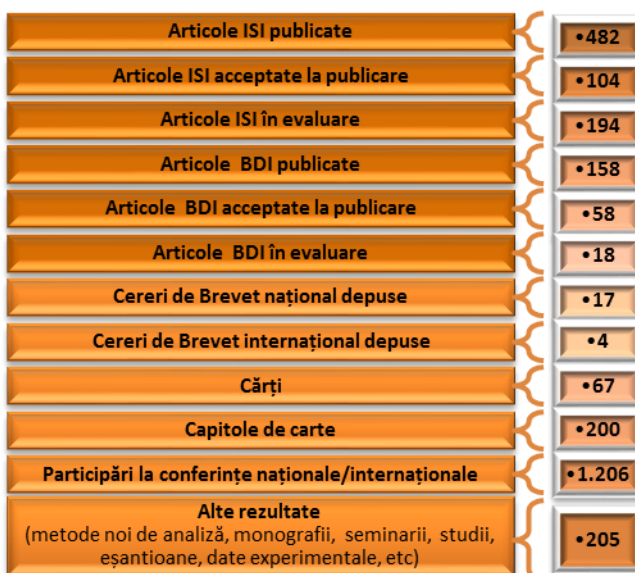 Articole ISI publicate
•482
Articole ISI acceptate la publicare
•104
Articole ISI în evaluare
•194
Articole BDI publicate
•158
Articole BDI acceptate la publicare
•58
Articole BDI în evaluare
•18
Cereri de Brevet național depuse
•17
Cereri de Brevet internațional depuse
•4
Cărți
•67
Capitole de carte
•200
Participări la conferințe naționale/internaționale
•1.206
Alte rezultate
(metode noi de analiză, monografii, seminarii, studii,
eșantioane, date experimentale, etc)
•205